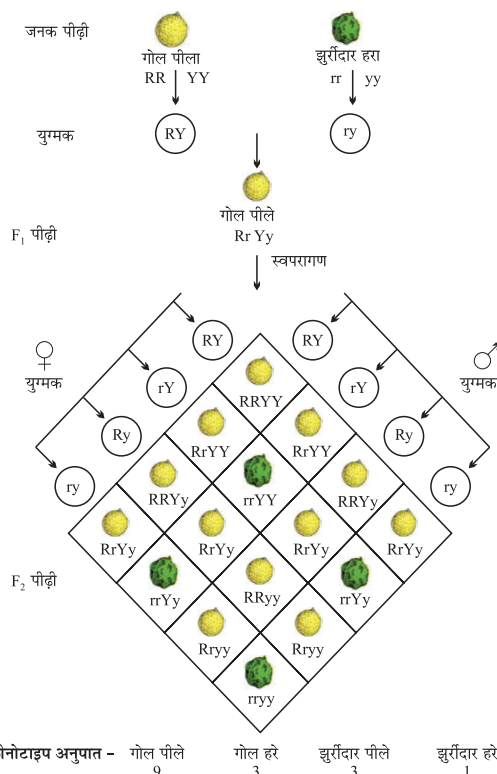 जनक पीढ़ी
गोल पीला झुर्रीदार हरा
RR YY rr yy
युग्मक RY ry
गोल पीले
F₁ पीढ़ी Rr Yy
स्वपरागण
♀ RY RY ♂
युग्मक rY rY युग्मक
Ry Ry
ry ry
RRYY
RrYY RrYY
RRYy rrYY RRYy
RrYy RrYy RrYy RrYy
F₂ पीढ़ी rrYy RRyy rrYy
Rryy Rryy
rryy
नोटाइप अनुपात – गोल पीले गोल हरे झुर्रीदार पीले झुर्रीदार हरे
9 3 3 1